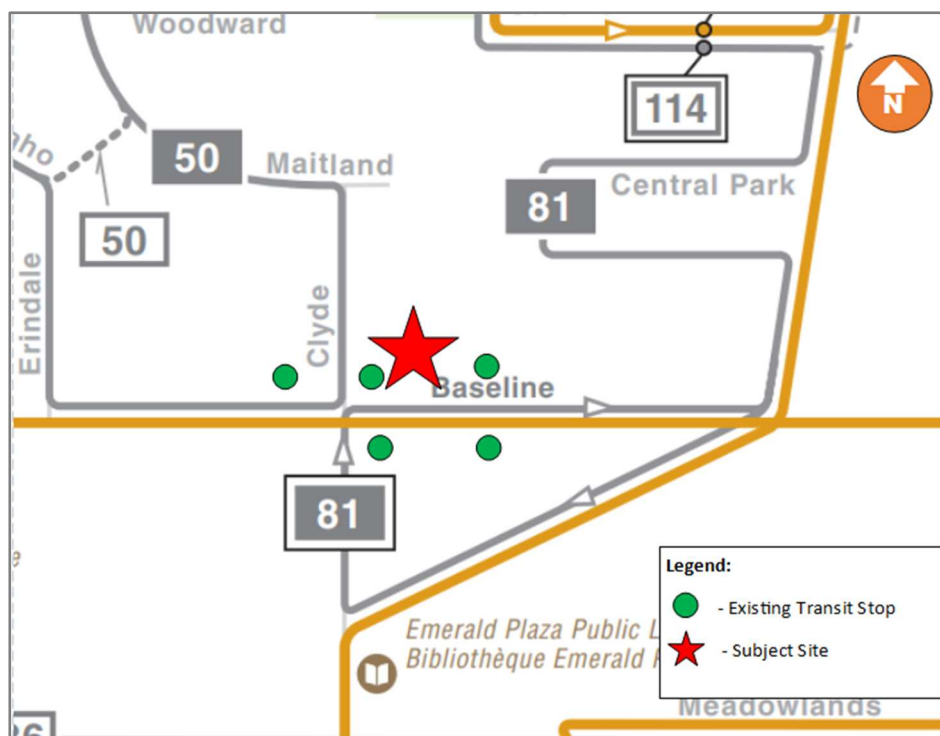 Woodward
N
114
50
Maitland
Central Park
81
50
Erindale
Clyde
Baseline
81
Legend:
- Existing Transit Stop
- Subject Site
Emerald Plaza Public
Bibliothèque Emerald
Meadowlands